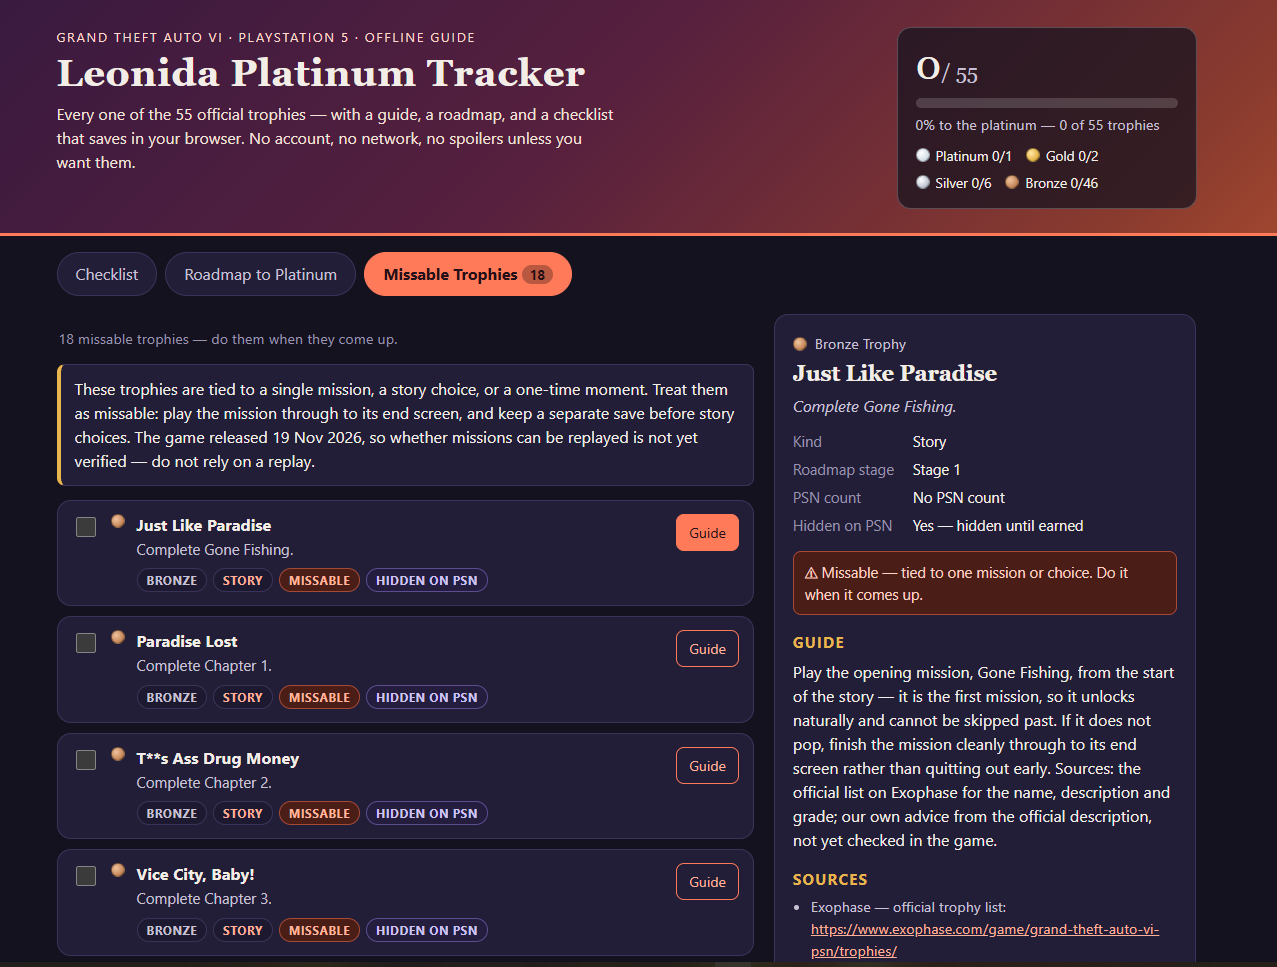 GRAND THEFT AUTO VI · PLAYSTATION 5 · OFFLINE GUIDE
Leonida Platinum Tracker
Every one of the 55 official trophies — with a guide, a roadmap, and a checklist
that saves in your browser. No account, no network, no spoilers unless you
want them.
0 / 55
0% to the platinum — 0 of 55 trophies
Platinum 0/1 Gold 0/2
Silver 0/6 Bronze 0/46
Checklist Roadmap to Platinum Missable Trophies 18
18 missable trophies — do them when they come up.
These trophies are tied to a single mission, a story choice, or a one-time moment. Treat them
as missable: play the mission through to its end screen, and keep a separate save before story
choices. The game released 19 Nov 2026, so whether missions can be replayed is not yet
verified — do not rely on a replay.
Just Like Paradise
Complete Gone Fishing.
BRONZE STORY MISSABLE HIDDEN ON PSN
Guide
Paradise Lost
Complete Chapter 1.
BRONZE STORY MISSABLE HIDDEN ON PSN
Guide
T**s Ass Drug Money
Complete Chapter 2.
BRONZE STORY MISSABLE HIDDEN ON PSN
Guide
Vice City, Baby!
Complete Chapter 3.
BRONZE STORY MISSABLE HIDDEN ON PSN
Guide
Bronze Trophy
Just Like Paradise
Complete Gone Fishing.
Kind Story
Roadmap stage Stage 1
PSN count No PSN count
Hidden on PSN Yes — hidden until earned
⚠ Missable — tied to one mission or choice. Do it
when it comes up.
GUIDE
Play the opening mission, Gone Fishing, from the start
of the story — it is the first mission, so it unlocks
naturally and cannot be skipped past. If it does not
pop, finish the mission cleanly through to its end
screen rather than quitting out early. Sources: the
official list on Exophase for the name, description and
grade; our own advice from the official description,
not yet checked in the game.
SOURCES
• Exophase — official trophy list:
https://www.exophase.com/game/grand-theft-auto-vi-
psn/trophies/